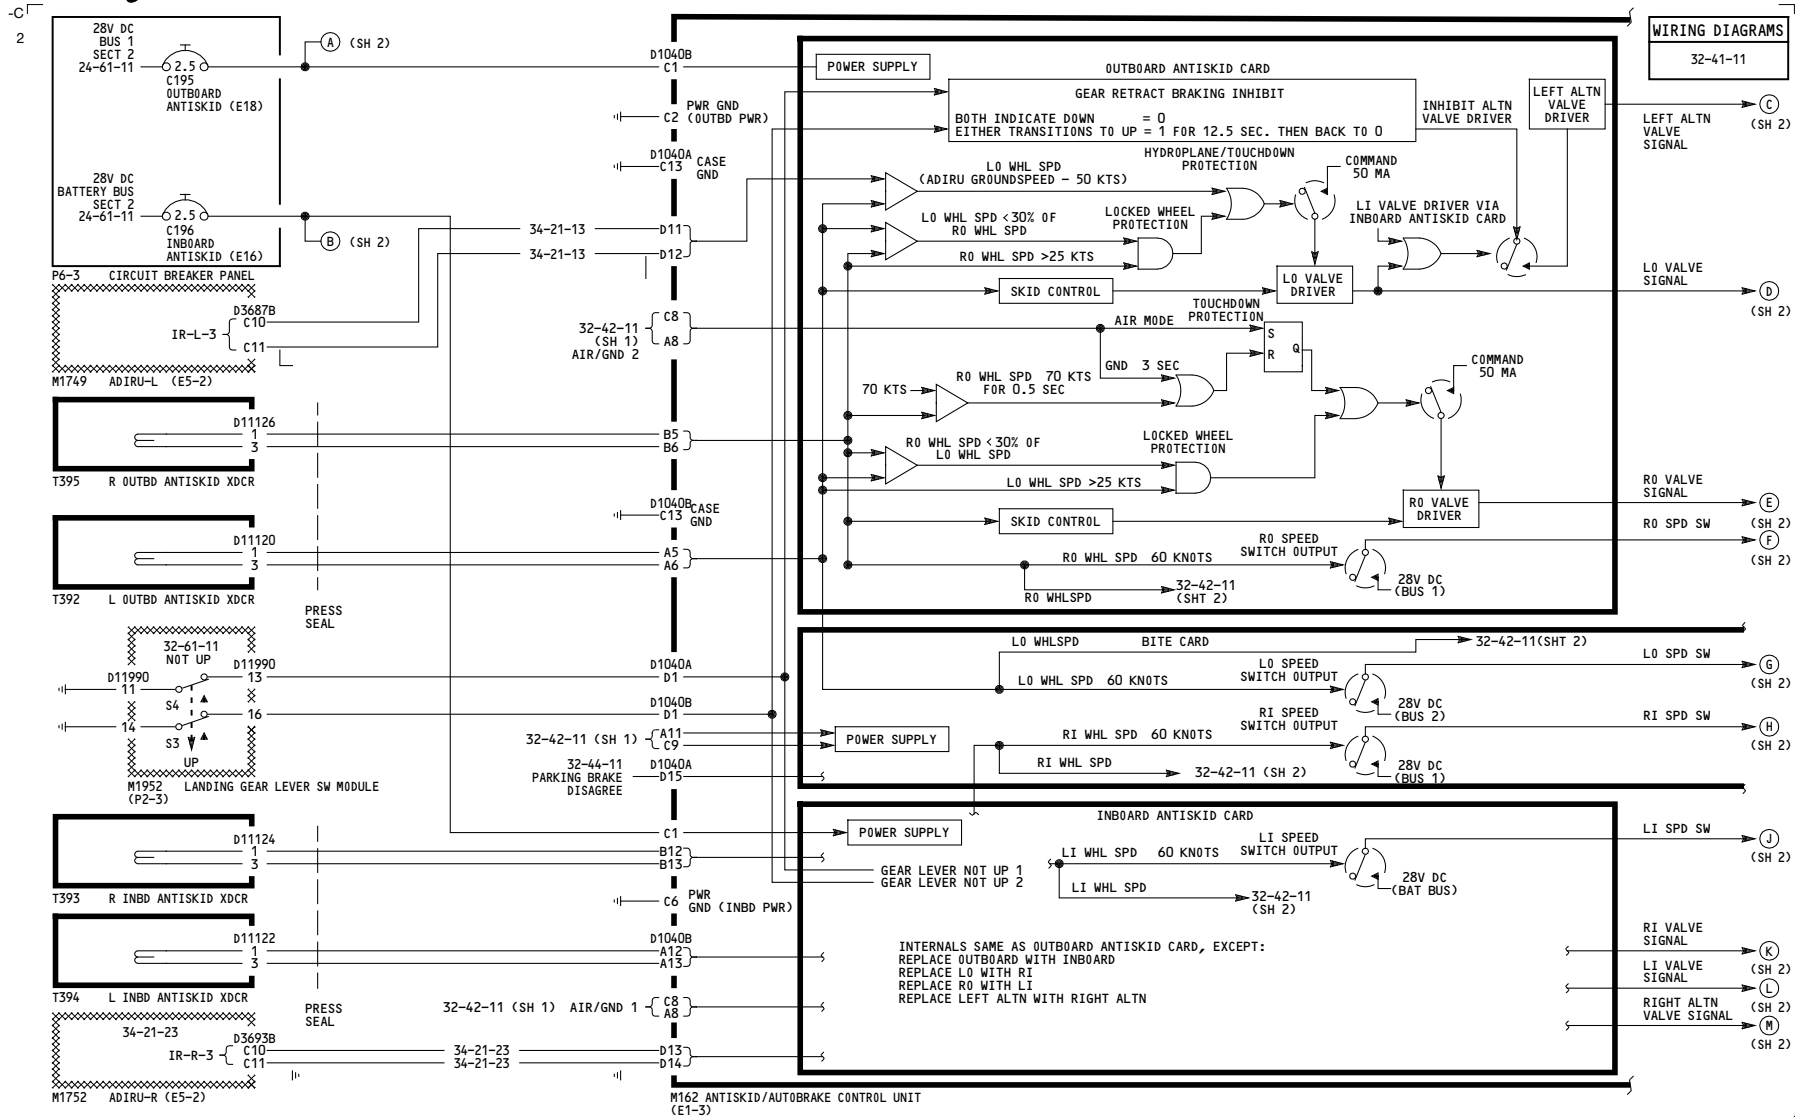 -C
2
28V DC
BUS 1
SECT 2
24-61-11
2.5
C195
OUTBOARD
ANTISKID (E18)
28V DC
BATTERY BUS
SECT 2
24-61-11
2.5
C196
INBOARD
ANTISKID (E16)
P6-3 CIRCUIT BREAKER PANEL
A (SH 2)
B (SH 2)
D3687B
C10
IR-L-3
C11
M1749 ADIRU-L (E5-2)
D11126
1
3
T395 R OUTBD ANTISKID XDCR
D11120
1
3
T392 L OUTBD ANTISKID XDCR
PRESS
SEAL
32-61-11
NOT UP
D11990
D11990
11
13
S4
14
16
S3
UP
M1952 LANDING GEAR LEVER SW MODULE
(P2-3)
D11124
1
3
T393 R INBD ANTISKID XDCR
D11122
1
3
T394 L INBD ANTISKID XDCR
PRESS
SEAL
34-21-23
D3693B
IR-R-3
C10
C11
M1752 ADIRU-R (E5-2)
34-21-13
34-21-13
34-21-23
34-21-23
D1040B
C1
C2
PWR GND
(OUTBD PWR)
D1040A
C13
CASE
GND
D11
D12
32-42-11
(SH 1)
AIR/GND 2
C8
A8
B5
B6
D1040B
C13
CASE
GND
A5
A6
D1040A
D1
D1040B
D1
32-42-11 (SH 1)
A11
C9
32-44-11
PARKING BRAKE
DISAGREE
D1040A
D15
C1
B12
B13
C6
PWR
GND (INBD PWR)
D1040B
A12
A13
32-42-11 (SH 1) AIR/GND 1
C8
A8
D13
D14
M162 ANTISKID/AUTOBRAKE CONTROL UNIT
(E1-3)
POWER SUPPLY
OUTBOARD ANTISKID CARD
GEAR RETRACT BRAKING INHIBIT
BOTH INDICATE DOWN = 0
EITHER TRANSITIONS TO UP = 1 FOR 12.5 SEC. THEN BACK TO 0
INHIBIT ALTN
VALVE DRIVER
LEFT ALTN
VALVE
DRIVER
HYDROPLANE/TOUCHDOWN
PROTECTION
LO WHL SPD
(ADIRU GROUNDSPEED - 50 KTS)
COMMAND
50 MA
LO WHL SPD <30% OF
RO WHL SPD
LOCKED WHEEL
PROTECTION
RO WHL SPD >25 KTS
LI VALVE DRIVER VIA
INBOARD ANTISKID CARD
SKID CONTROL
LO VALVE
DRIVER
TOUCHDOWN
PROTECTION
AIR MODE
S
R
Q
GND 3 SEC
70 KTS
RO WHL SPD 70 KTS
FOR 0.5 SEC
COMMAND
50 MA
RO WHL SPD <30% OF
LO WHL SPD
LOCKED WHEEL
PROTECTION
LO WHL SPD >25 KTS
SKID CONTROL
RO VALVE
DRIVER
RO SPEED
SWITCH OUTPUT
RO WHL SPD 60 KNOTS
28V DC
(BUS 1)
32-42-11
(SHT 2)
RO WHLSPD
LO WHLSPD
BITE CARD
32-42-11(SHT 2)
LO SPEED
SWITCH OUTPUT
LO WHL SPD 60 KNOTS
28V DC
(BUS 2)
POWER SUPPLY
RI SPEED
SWITCH OUTPUT
RI WHL SPD 60 KNOTS
RI WHL SPD
32-42-11 (SH 2)
28V DC
(BUS 1)
INBOARD ANTISKID CARD
POWER SUPPLY
LI SPEED
SWITCH OUTPUT
LI WHL SPD 60 KNOTS
GEAR LEVER NOT UP 1
GEAR LEVER NOT UP 2
LI WHL SPD
32-42-11
(SH 2)
28V DC
(BAT BUS)
INTERNALS SAME AS OUTBOARD ANTISKID CARD, EXCEPT:
REPLACE OUTBOARD WITH INBOARD
REPLACE LO WITH RI
REPLACE RO WITH LI
REPLACE LEFT ALTN WITH RIGHT ALTN
WIRING DIAGRAMS
32-41-11
LEFT ALTN
VALVE
SIGNAL
C
(SH 2)
LO VALVE
SIGNAL
D
(SH 2)
RO VALVE
SIGNAL
E
(SH 2)
RO SPD SW
F
(SH 2)
LO SPD SW
G
(SH 2)
RI SPD SW
H
(SH 2)
LI SPD SW
J
(SH 2)
RI VALVE
SIGNAL
K
(SH 2)
LI VALVE
SIGNAL
L
(SH 2)
RIGHT ALTN
VALVE SIGNAL
M
(SH 2)